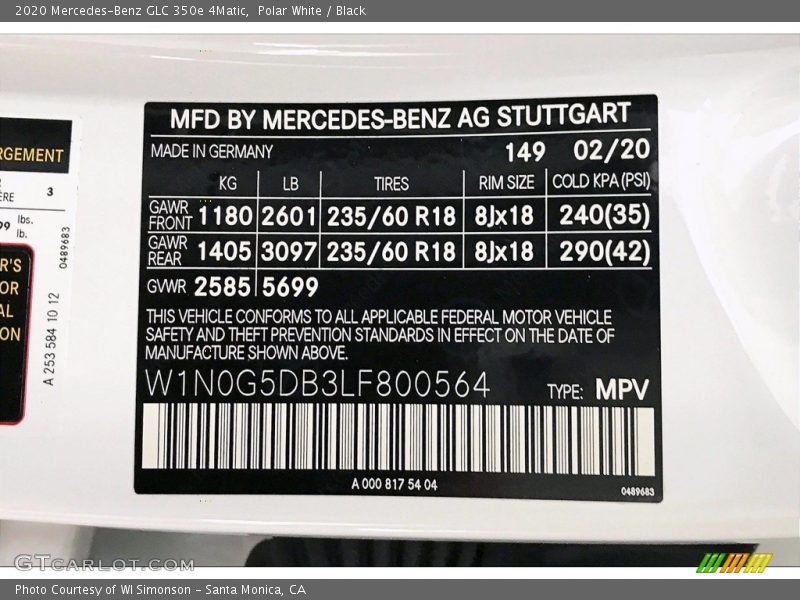 2020 Mercedes-Benz GLC 350e 4Matic,  Polar White / Black
MFD BY MERCEDES-BENZ AG STUTTGART
MADE IN GERMANY 149 02/20
KG LB TIRES RIM SIZE COLD KPA (PSI)
GAWR FRONT 1180 2601 235/60 R18 8Jx18 240(35)
GAWR REAR 1405 3097 235/60 R18 8Jx18 290(42)
GVWR 2585 5699
THIS VEHICLE CONFORMS TO ALL APPLICABLE FEDERAL MOTOR VEHICLE
SAFETY AND THEFT PREVENTION STANDARDS IN EFFECT ON THE DATE OF
MANUFACTURE SHOWN ABOVE.
W1N0G5DB3LF800564 TYPE: MPV
A 000 817 54 04
0489683
RGEMENT
3
lbs.
lb.
0489683
A 253 584 10 12
GTCARLOT.COM
Photo Courtesy of WI Simonson - Santa Monica, CA